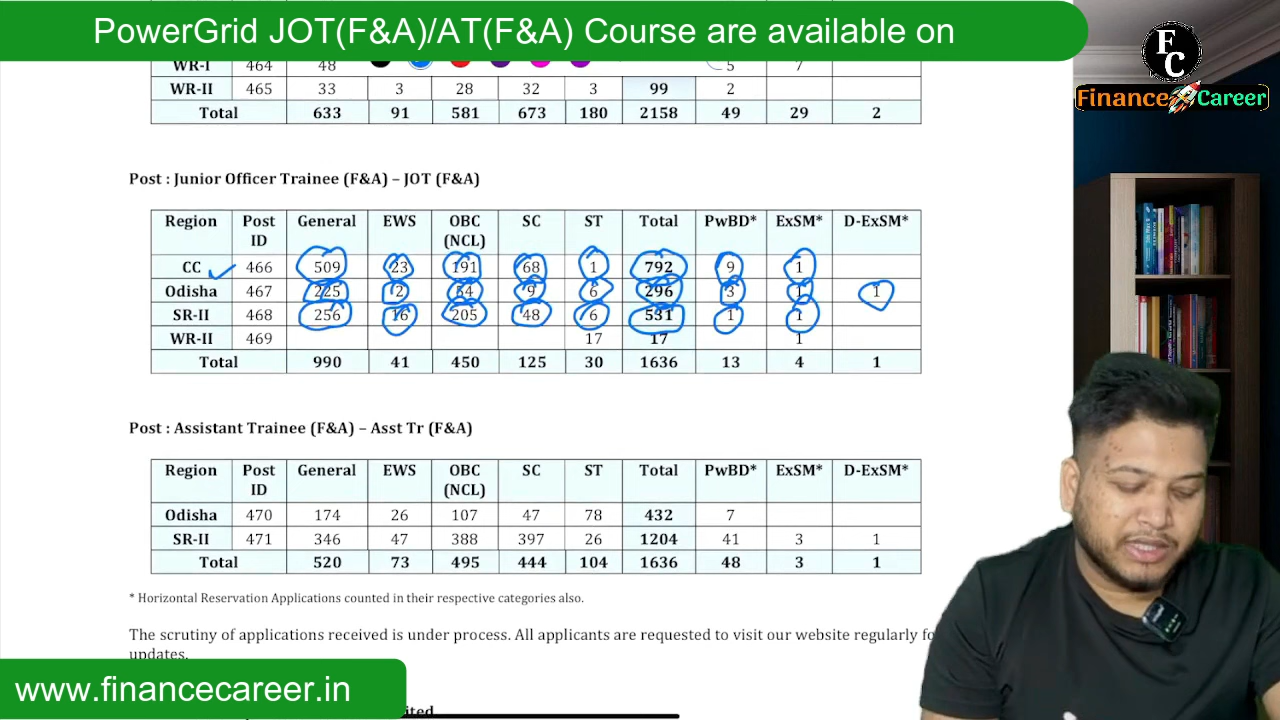 PowerGrid JOT(F&A)/AT(F&A) Course are available on
F
C
Finance Career
WR-I 464 48 5 7
WR-II 465 33 3 28 32 3 99 2
Total 633 91 581 673 180 2158 49 29 2
Post : Junior Officer Trainee (F&A) – JOT (F&A)
Region Post ID General EWS OBC (NCL) SC ST Total PwBD* ExSM* D-ExSM*
CC 466 509 23 191 68 1 792 9 1
Odisha 467 225 2 54 9 6 296 3 1 1
SR-II 468 256 16 205 48 6 531 1 1
WR-II 469 17 17 1
Total 990 41 450 125 30 1636 13 4 1
Post : Assistant Trainee (F&A) – Asst Tr (F&A)
Region Post ID General EWS OBC (NCL) SC ST Total PwBD* ExSM* D-ExSM*
Odisha 470 174 26 107 47 78 432 7
SR-II 471 346 47 388 397 26 1204 41 3 1
Total 520 73 495 444 104 1636 48 3 1
* Horizontal Reservation Applications counted in their respective categories also.
The scrutiny of applications received is under process. All applicants are requested to visit our website regularly
updates.
www.financecareer.in